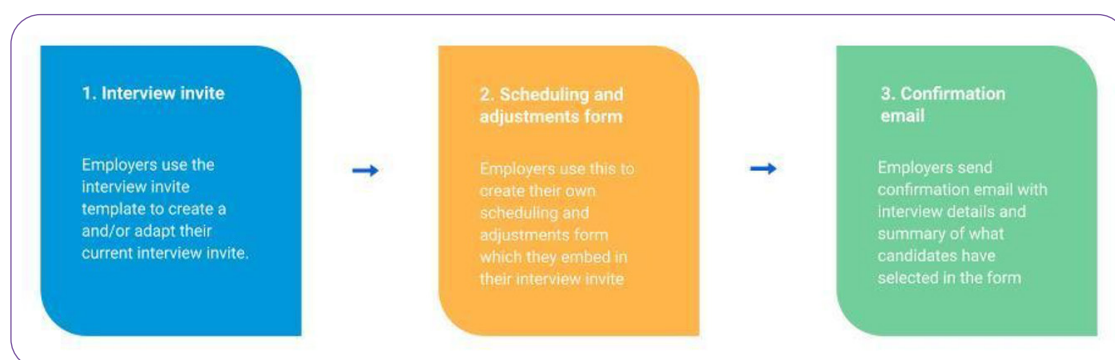 1. Interview invite
Employers use the
interview invite
template to create a
and/or adapt their
current interview invite.
2. Scheduling and
adjustments form
Employers use this to
create their own
scheduling and
adjustments form
which they embed in
their interview invite
3. Confirmation
email
Employers send
confirmation email with
interview details and
summary of what
candidates have
selected in the form